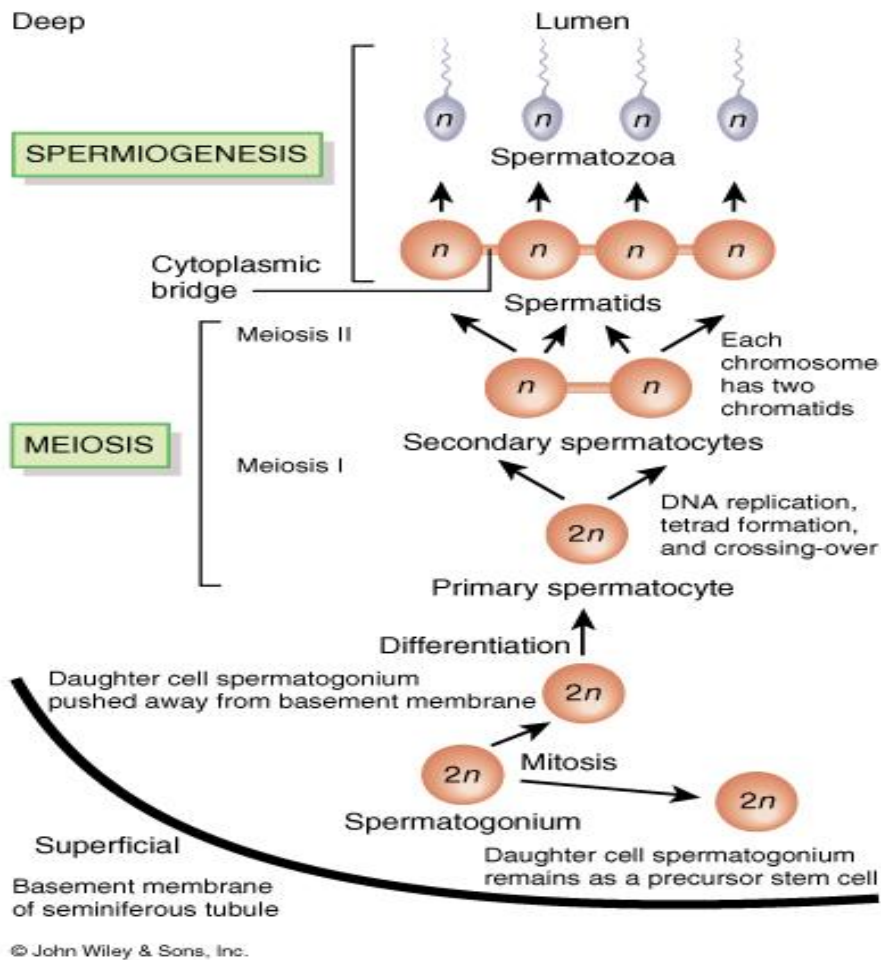 Deep
Lumen
n n n n
SPERMIOGENESIS
Spermatozoa
n n n n
Cytoplasmic
bridge
Spermatids
Meiosis II
Each
chromosome
has two
chromatids
n n
MEIOSIS
Secondary spermatocytes
Meiosis I
DNA replication,
tetrad formation,
and crossing-over
2n
Primary spermatocyte
Differentiation
Daughter cell spermatogonium
pushed away from basement membrane
2n
2n
Mitosis
2n
Spermatogonium
Superficial
Daughter cell spermatogonium
remains as a precursor stem cell
Basement membrane
of seminiferous tubule
© John Wiley & Sons, Inc.